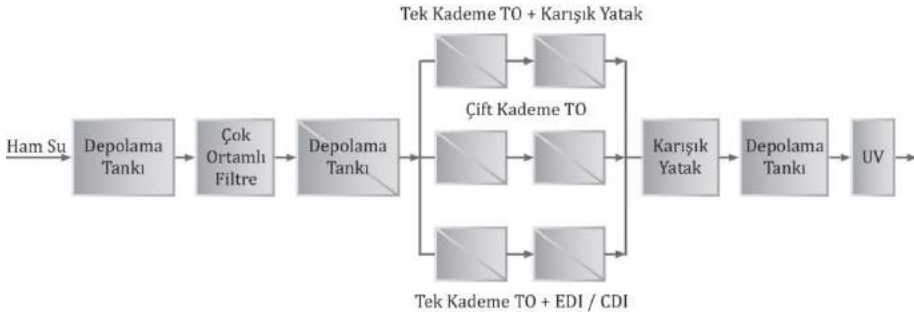 Tek Kademe TO + Karışık Yatak
Ham Su
Depolama
Tankı
Çok
Ortamlı
Filtre
Depolama
Tankı
Çift Kademe TO
Tek Kademe TO + EDI / CDI
Karışık
Yatak
Depolama
Tankı
UV